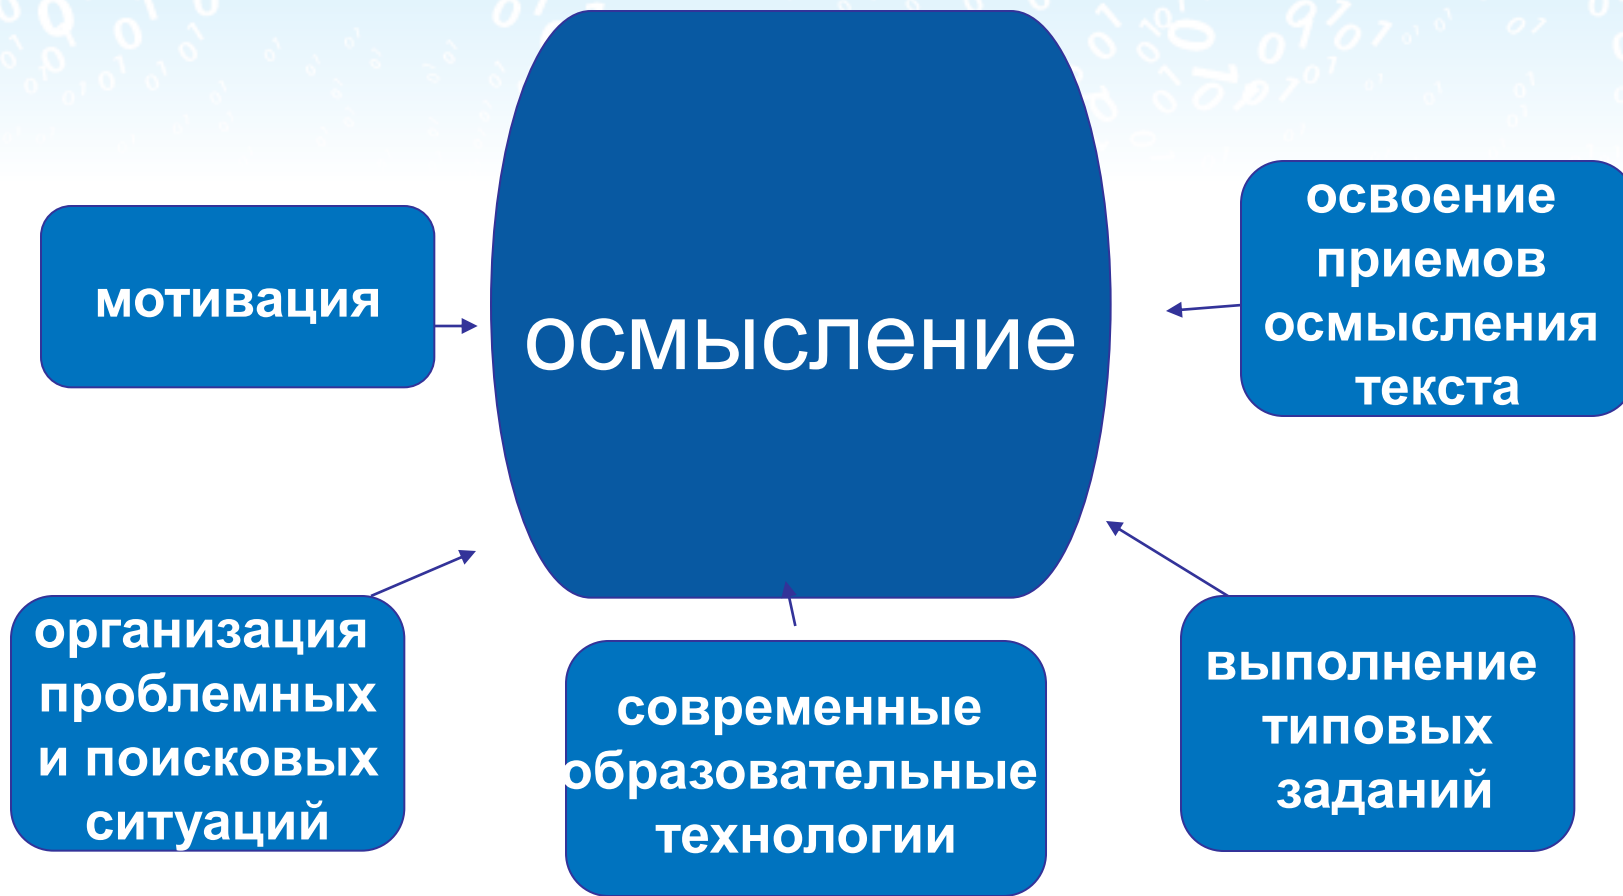 мотивация
осмысление
освоение
приемов
осмысления
текста
организация
проблемных
и поисковых
ситуаций
современные
образовательные
технологии
выполнение
типовых
заданий